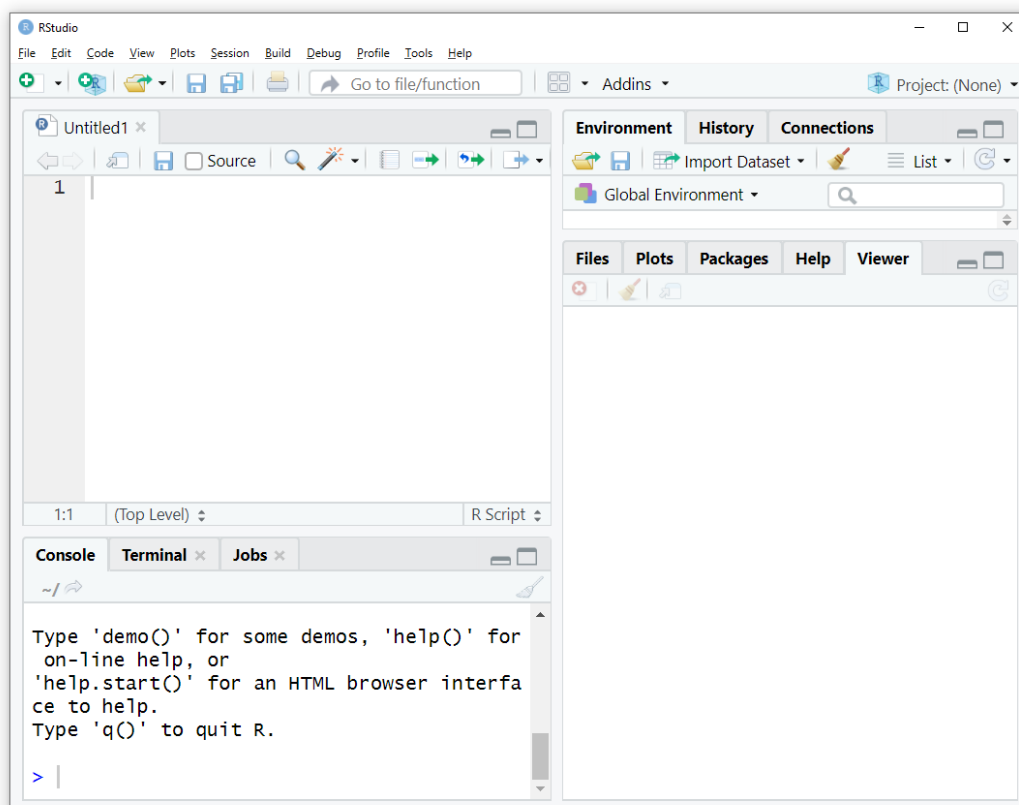 RStudio
File Edit Code View Plots Session Build Debug Profile Tools Help
Go to file/function Addins Project: (None)
Untitled1
Source
1
1:1 (Top Level) R Script
Console Terminal Jobs
~/
Type 'demo()' for some demos, 'help()' for
on-line help, or
'help.start()' for an HTML browser interfa
ce to help.
Type 'q()' to quit R.
>
Environment History Connections
Import Dataset List
Global Environment
Files Plots Packages Help Viewer